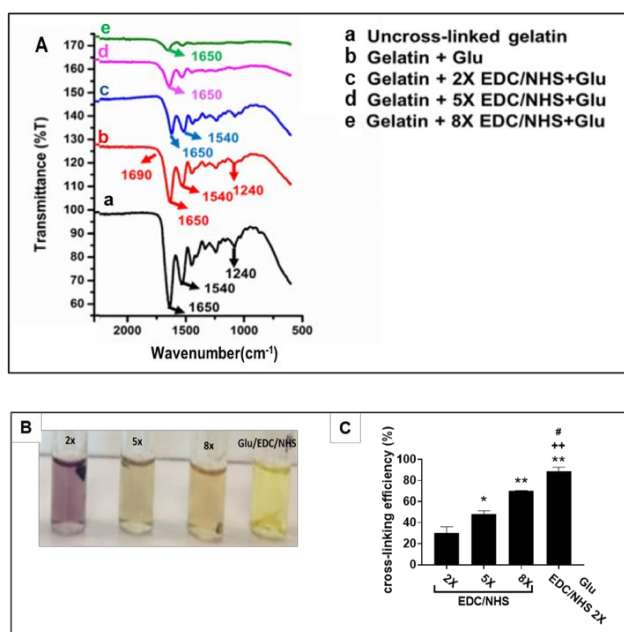 A
a Uncross-linked gelatin
b Gelatin + Glu
c Gelatin + 2X EDC/NHS+Glu
d Gelatin + 5X EDC/NHS+Glu
e Gelatin + 8X EDC/NHS+Glu
Transmittance (%T)
170
160
150
140
130
120
110
100
90
80
70
60
e
1650
d
1650
c
1540
1650
b
1690
1540
1240
1650
a
1240
1540
1650
2000
1500
1000
500
Wavenumber(cm-1)
B
2x
5x
8x
Glu/EDC/NHS
C
cross-linking efficiency (%)
100
80
60
40
20
0
*
**
#
++
**
2X
5X
8X
EDC/NHS 2X
Glu
EDC/NHS